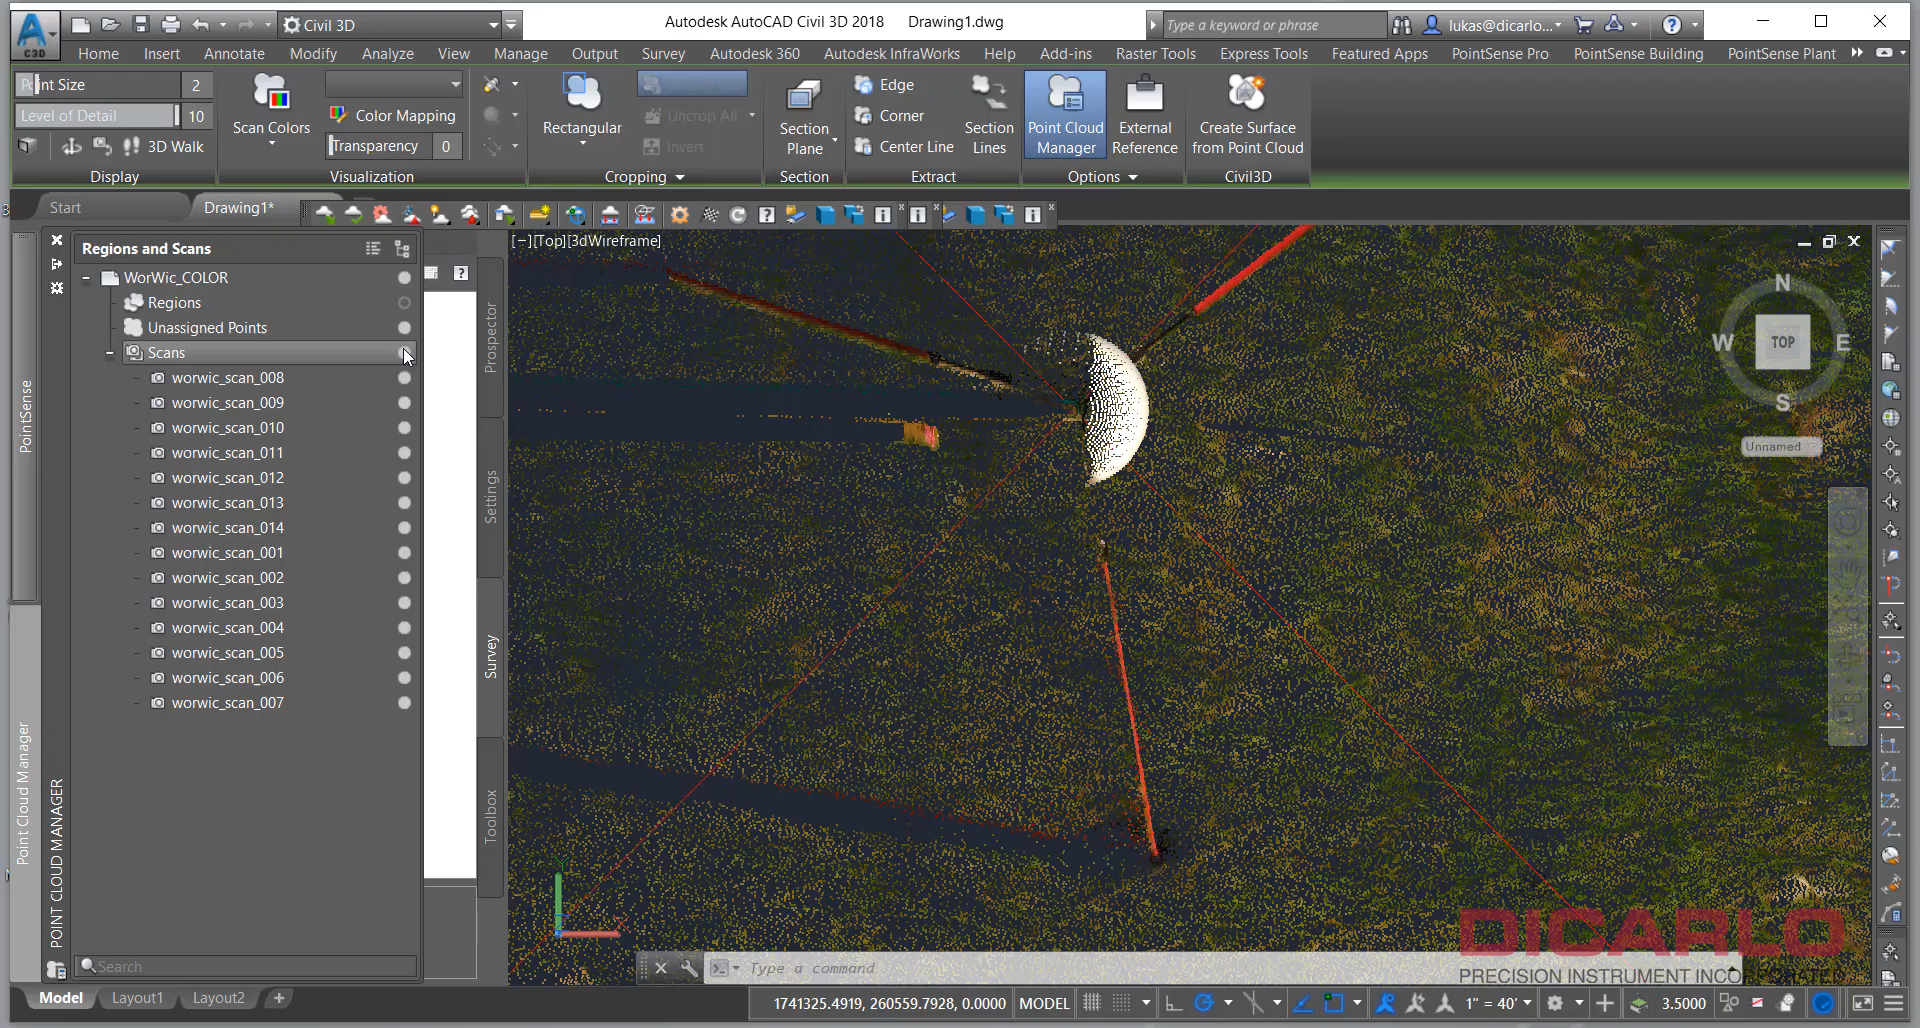 Civil 3D
Autodesk AutoCAD Civil 3D 2018 Drawing1.dwg
Type a keyword or phrase
lukas@dicarlo...
C3D
Home Insert Annotate Modify Analyze View Manage Output Survey Autodesk 360 Autodesk InfraWorks Help Add-ins Raster Tools Express Tools Featured Apps PointSense Pro PointSense Building PointSense Plant
Point Size 2
Level of Detail 10
3D Walk
Display
Scan Colors
Color Mapping
Transparency 0
Visualization
Rectangular
Uncrop All
Invert
Cropping
Section
Plane
Section
Edge
Corner
Center Line
Section
Lines
Extract
Point Cloud
Manager
External
Reference
Options
Create Surface
from Point Cloud
Civil3D
Start Drawing1*
Regions and Scans
WorWic_COLOR
Regions
Unassigned Points
Scans
worwic_scan_008
worwic_scan_009
worwic_scan_010
worwic_scan_011
worwic_scan_012
worwic_scan_013
worwic_scan_014
worwic_scan_001
worwic_scan_002
worwic_scan_003
worwic_scan_004
worwic_scan_005
worwic_scan_006
worwic_scan_007
Search
PointSense
Point Cloud Manager
POINT CLOUD MANAGER
Prospector
Settings
Survey
Toolbox
[−][Top][3dWireframe]
N
W TOP E
S
Unnamed
X
Type a command
DICARLO
PRECISION INSTRUMENT INCORPORATED
Model Layout1 Layout2 +
1741325.4919, 260559.7928, 0.0000 MODEL 1" = 40' 3.5000